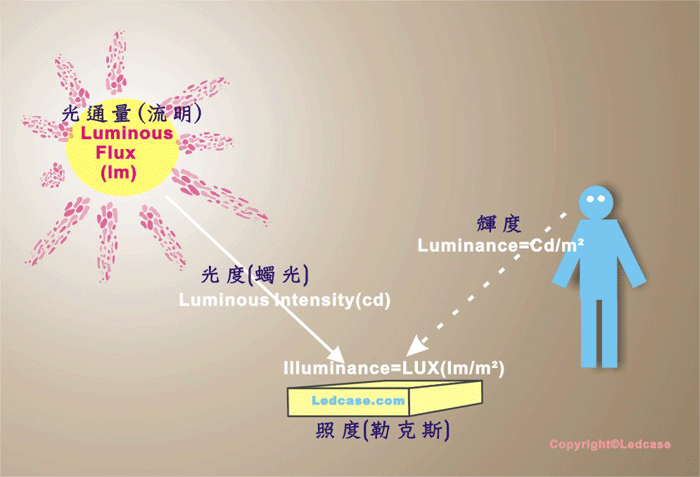 光通量(流明)
Luminous
Flux
(lm)
輝度
Luminance=Cd/m²
光度(蠋光)
Luminous Intensity(cd)
Illuminance=LUX(lm/m²)
Ledcase.com
照度(勒克斯)
Copyright©Ledcase